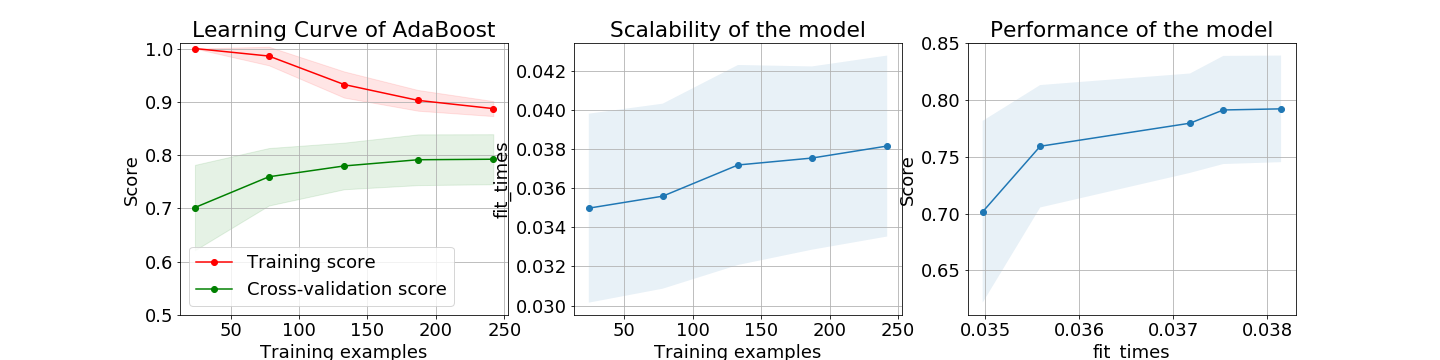 Learning Curve of AdaBoost
1.0
0.9
0.8
0.7
0.6
0.5
Score
Training score
Cross-validation score
50
100
150
200
250
Training examples
Scalability of the model
0.042
0.040
0.038
0.036
0.034
0.032
0.030
fit_times
50
100
150
200
250
Training examples
Performance of the model
0.85
0.80
0.75
0.70
0.65
Score
0.035
0.036
0.037
0.038
fit_times